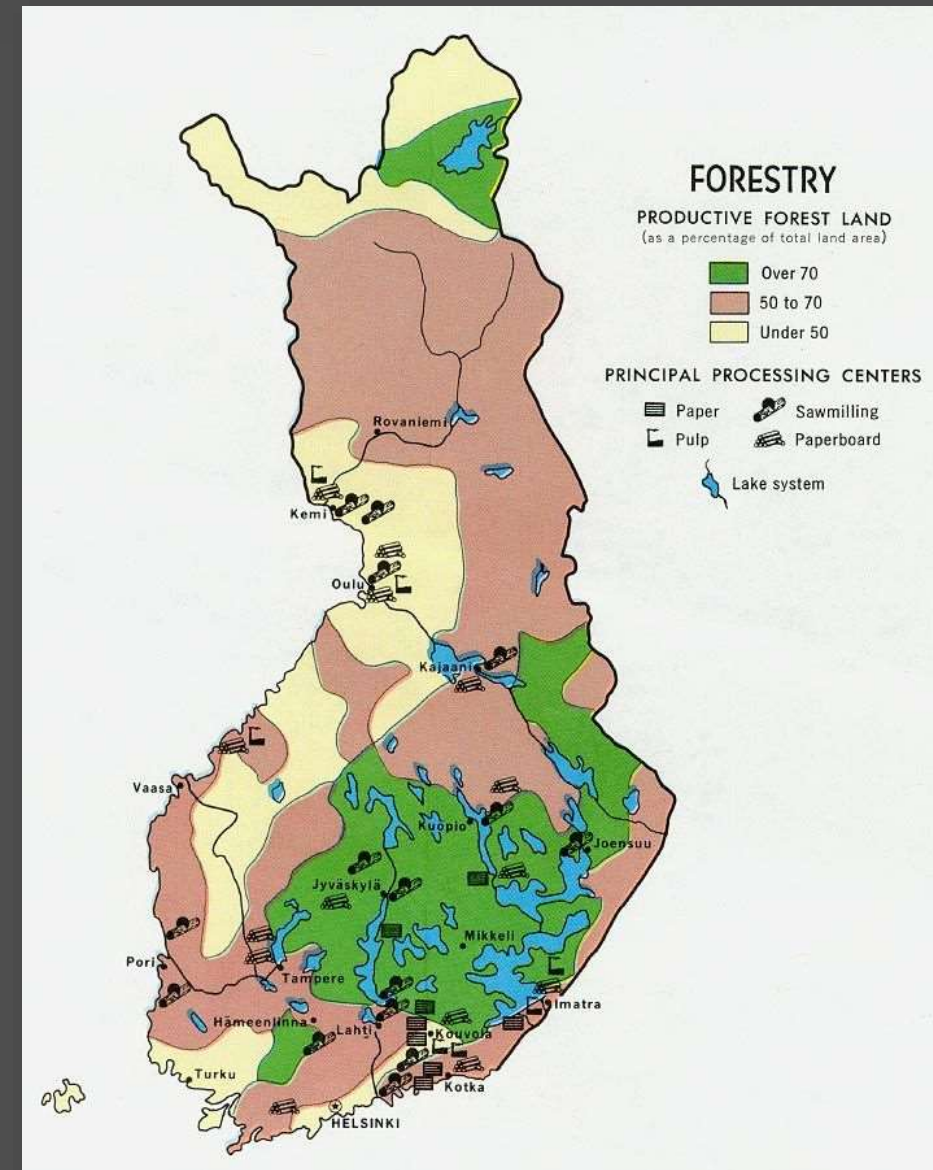 FORESTRY
PRODUCTIVE FOREST LAND
(as a percentage of total land area)
Over 70
50 to 70
Under 50
PRINCIPAL PROCESSING CENTERS
Paper
Sawmilling
Pulp
Paperboard
Lake system
Rovaniemi
Kemi
Oulu
Kajaani
Vaasa
Kuopio
Joensuu
Jyväskylä
Mikkeli
Pori
Tampere
Imatra
Hämeenlinna
Lahti
Kouvola
Turku
Kotka
HELSINKI